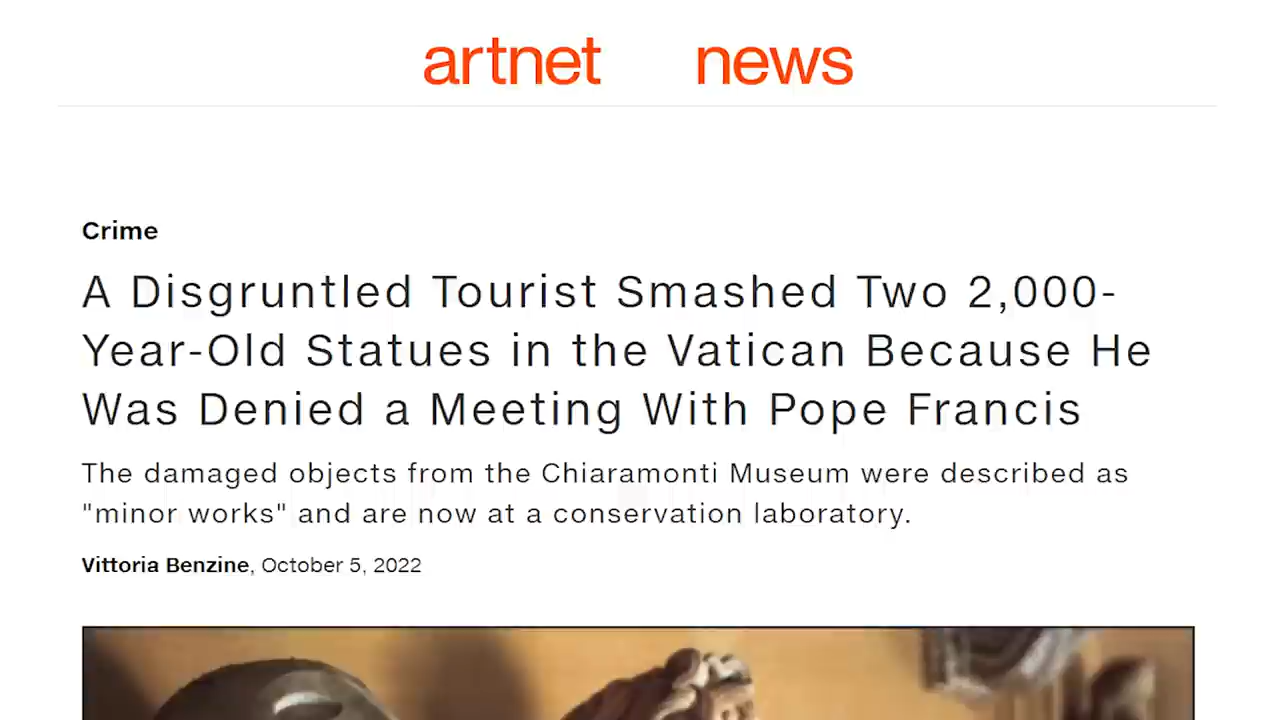 artnet news
Crime
A Disgruntled Tourist Smashed Two 2,000-
Year-Old Statues in the Vatican Because He
Was Denied a Meeting With Pope Francis
The damaged objects from the Chiaramonti Museum were described as
"minor works" and are now at a conservation laboratory.
Vittoria Benzine, October 5, 2022